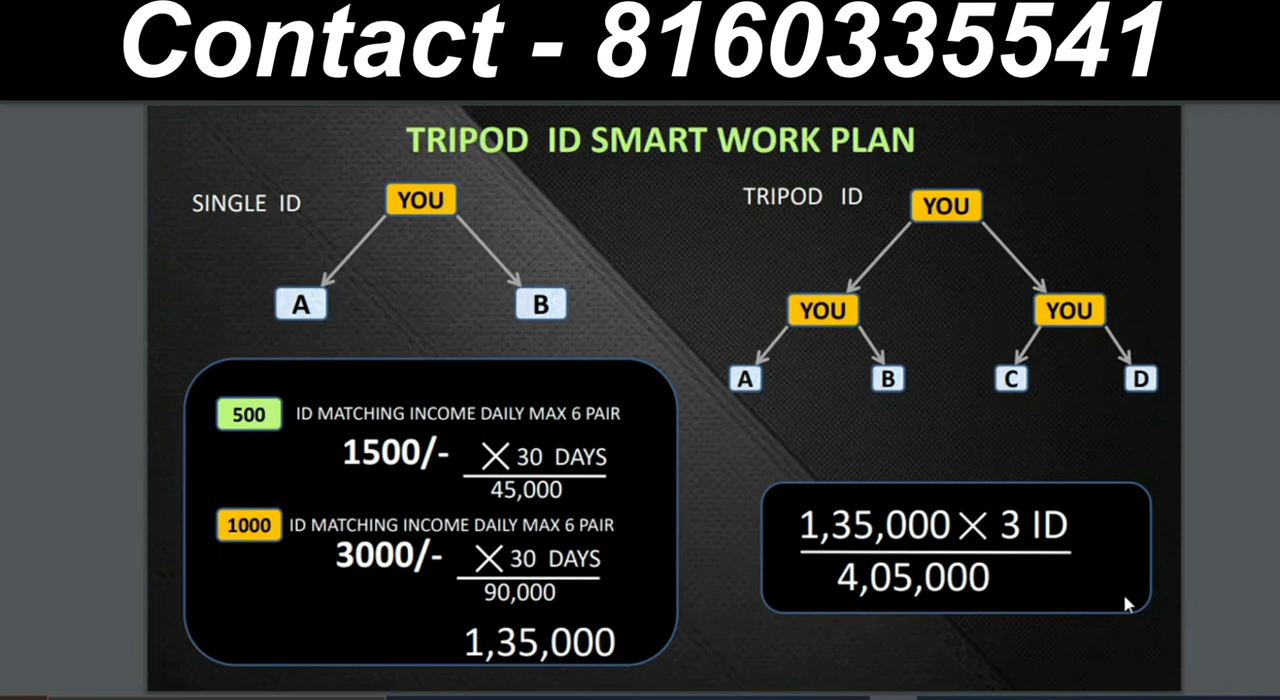 Contact - 8160335541
TRIPOD ID SMART WORK PLAN
SINGLE ID
YOU
A
B
500 ID MATCHING INCOME DAILY MAX 6 PAIR
1500/- × 30 DAYS
45,000
1000 ID MATCHING INCOME DAILY MAX 6 PAIR
3000/- × 30 DAYS
90,000
1,35,000
TRIPOD ID
YOU
YOU YOU
A B C D
1,35,000 × 3 ID
4,05,000